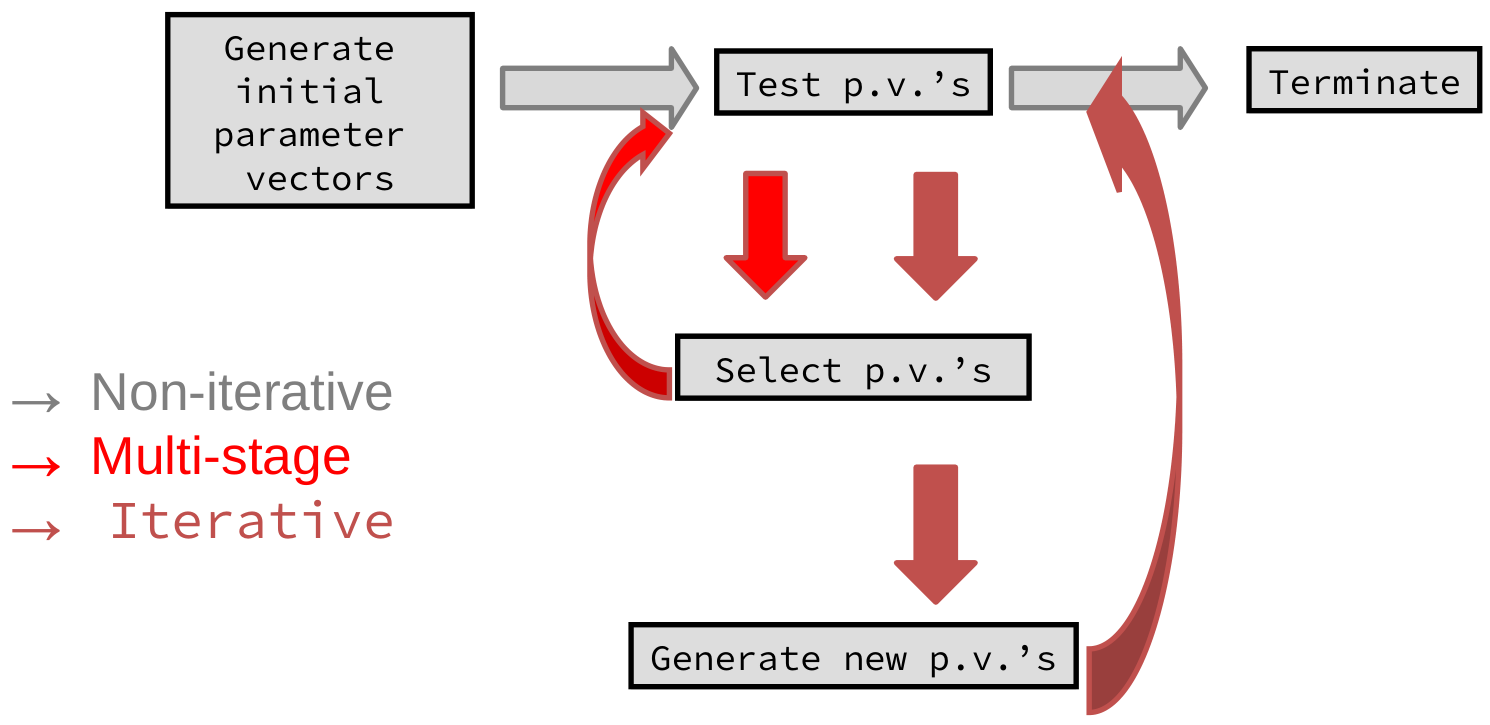 Generate
initial
parameter
vectors
Test p.v.’s
Terminate
Select p.v.’s
→ Non-iterative
→ Multi-stage
→ Iterative
Generate new p.v.’s